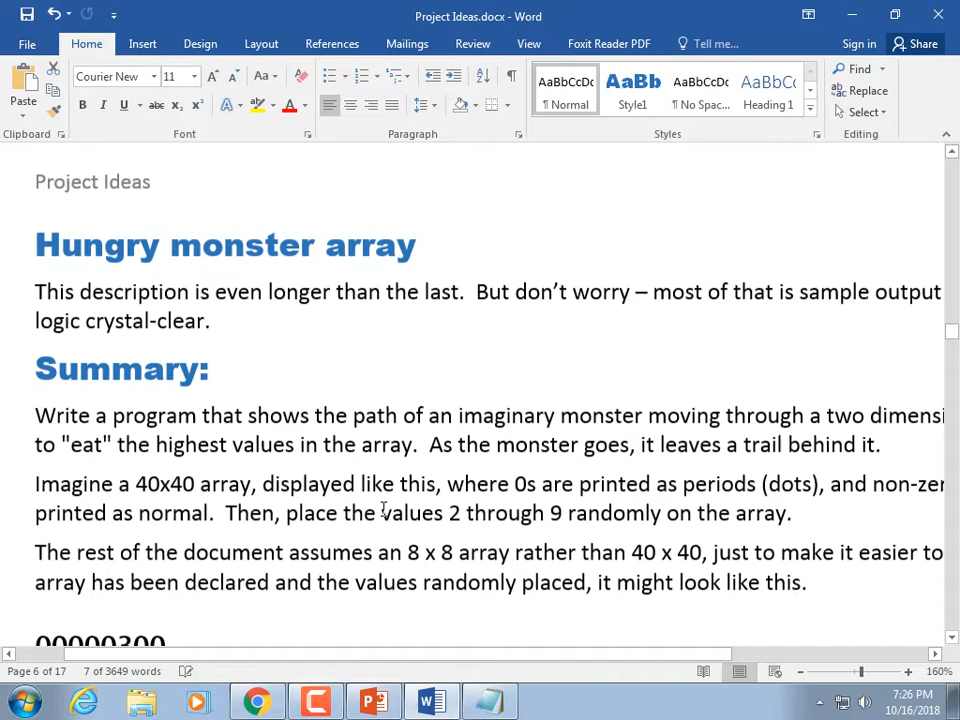 Project Ideas.docx - Word
File Home Insert Design Layout References Mailings Review View Foxit Reader PDF Tell me... Sign in Share
Paste
Courier New 11 Aa
B I U abc x2 x2 A A
AaBbCcDc AaBb AaBbCcDc AaBbCc
¶ Normal Style1 ¶ No Spac... Heading 1
Find
Replace
Select
Clipboard Font Paragraph Styles Editing
Project Ideas
Hungry monster array
This description is even longer than the last.  But don't worry – most of that is sample output
logic crystal-clear.
Summary:
Write a program that shows the path of an imaginary monster moving through a two dimensi
to "eat" the highest values in the array.  As the monster goes, it leaves a trail behind it.
Imagine a 40x40 array, displayed like this, where 0s are printed as periods (dots), and non-zer
printed as normal.  Then, place the values 2 through 9 randomly on the array.
The rest of the document assumes an 8 x 8 array rather than 40 x 40, just to make it easier to
array has been declared and the values randomly placed, it might look like this.
00000300
Page 6 of 17 7 of 3649 words 160%
7:26 PM
10/16/2018